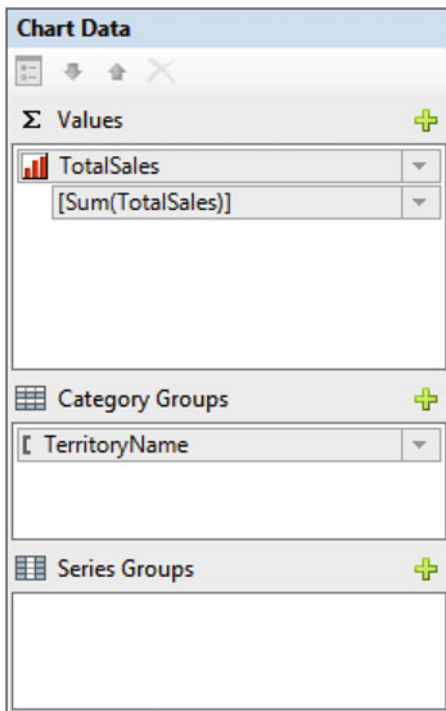 Chart Data
Σ Values
TotalSales
[Sum(TotalSales)]
Category Groups
[ TerritoryName
Series Groups